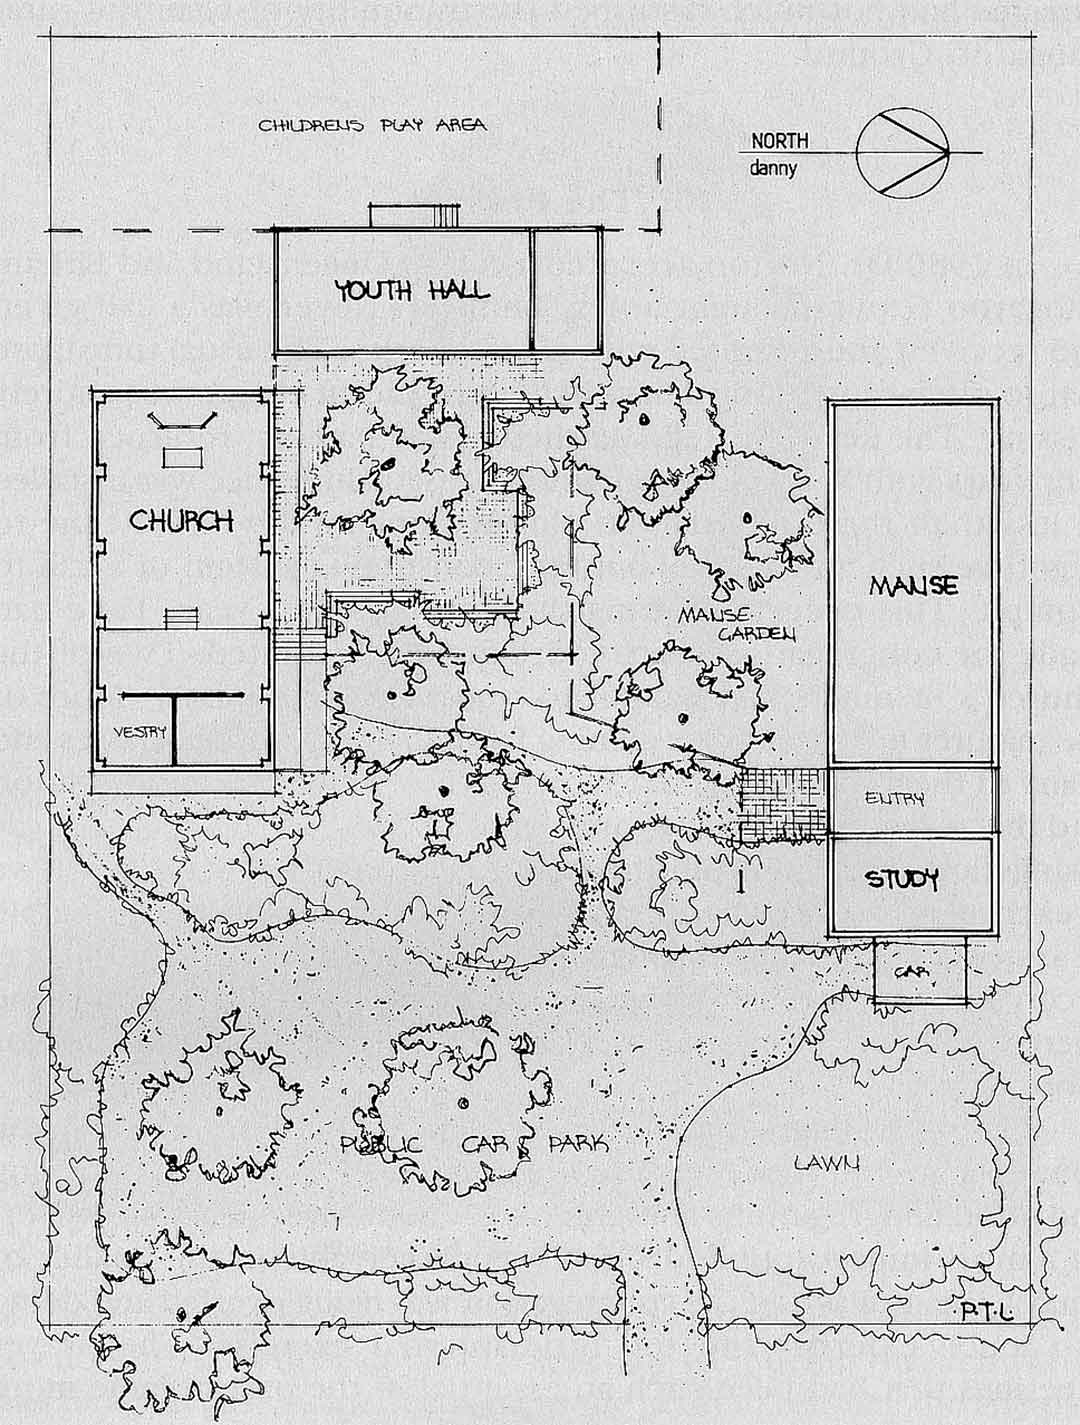 CHILDRENS PLAY AREA
NORTH
danny
YOUTH HALL
CHURCH
MANSE
MANSE
GARDEN
VESTRY
ENTRY
STUDY
CAR
PUBLIC CAR PARK
LAWN
P.T.L.